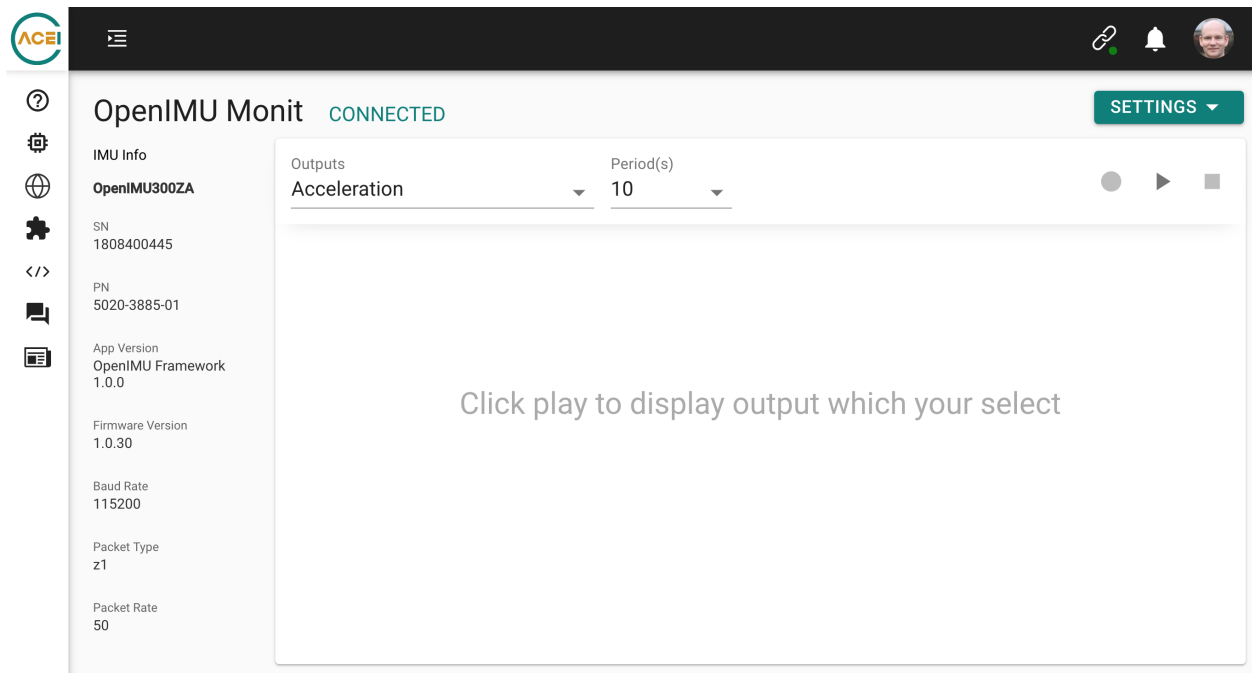 ACEI
OpenIMU Monit
CONNECTED
SETTINGS
IMU Info
OpenIMU300ZA
SN
1808400445
PN
5020-3885-01
App Version
OpenIMU Framework
1.0.0
Firmware Version
1.0.30
Baud Rate
115200
Packet Type
z1
Packet Rate
50
Outputs
Acceleration
Period(s)
10
Click play to display output which your select